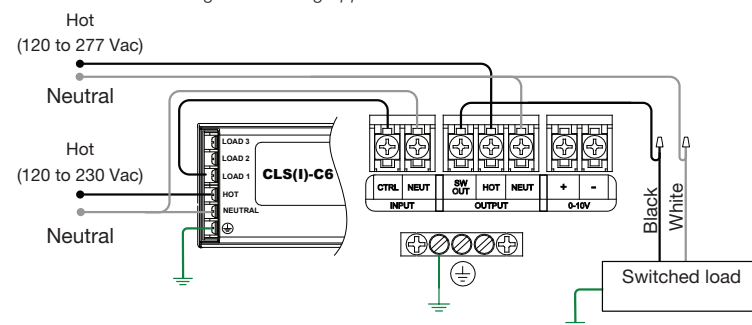 Hot
(120 to 277 Vac)
Neutral
Hot
(120 to 230 Vac)
Neutral
LOAD 3
LOAD 2
LOAD 1
HOT
NEUTRAL
CLS(I)-C6
CTRL NEUT
INPUT
SW OUT HOT NEUT
OUTPUT
+ -
0-10V
Black
White
Switched load